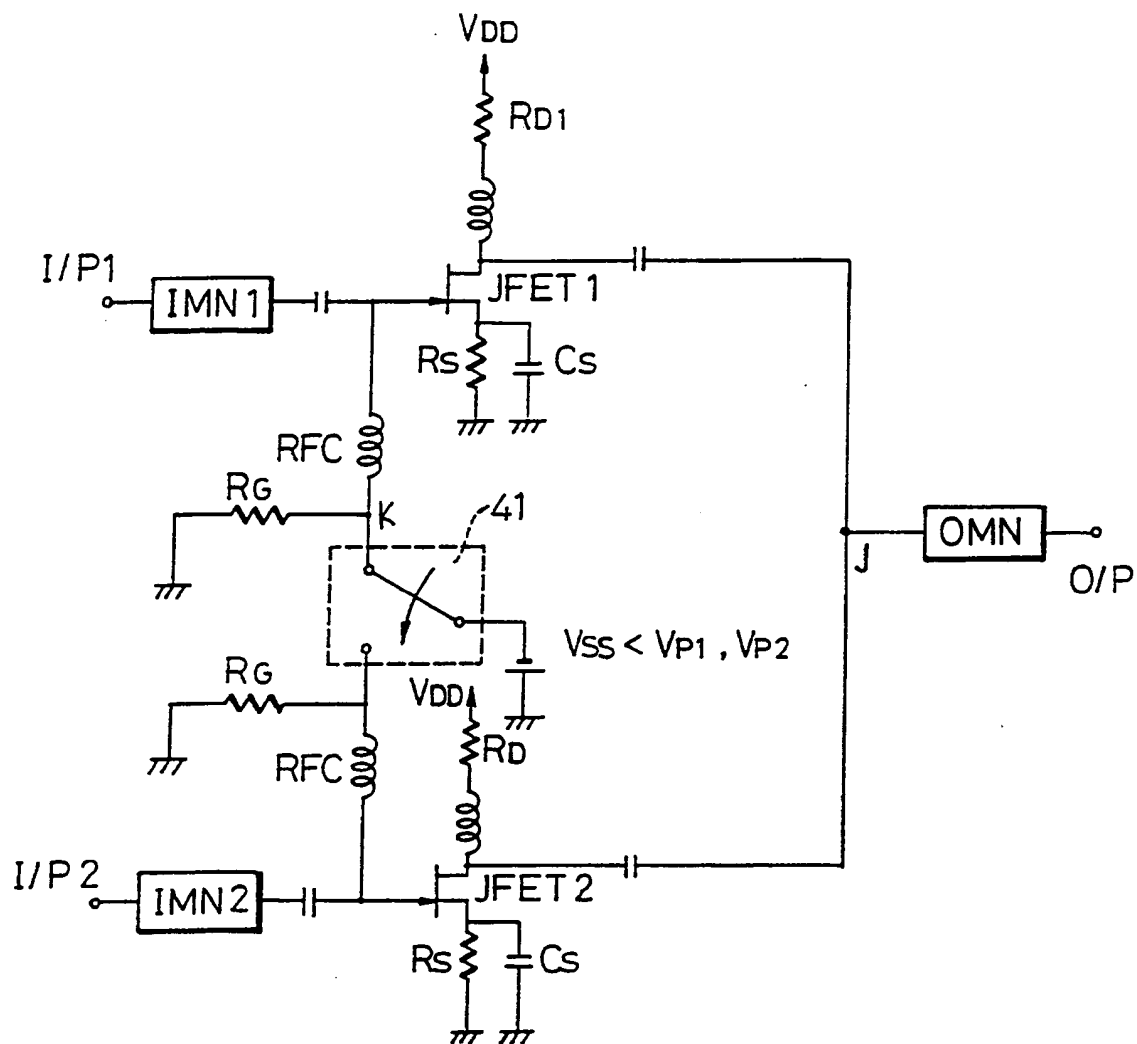 VDD
RD1
I/P1
IMN1
JFET1
Rs
Cs
RFC
RG
K
41
OMN
J
O/P
VSS < VP1, VP2
RG
VDD
RD
RFC
I/P2
IMN2
JFET2
Rs
Cs